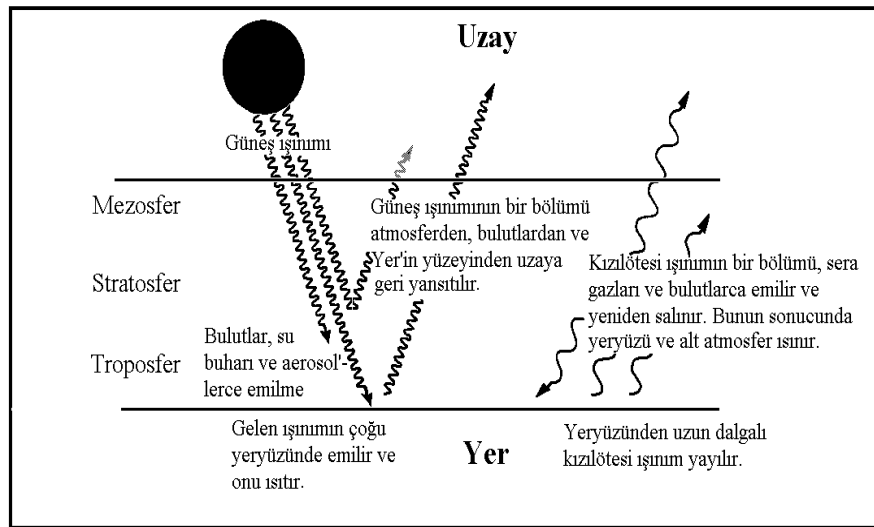 Uzay
Güneş ışınımı
Mezosfer
Güneş ışınımının bir bölümü
atmosferden, bulutlardan ve
Yer'in yüzeyinden uzaya
geri yansıtılır.
Stratosfer
Kızılötesi ışınımın bir bölümü, sera
gazları ve bulutlarca emilir ve
yeniden salınır. Bunun sonucunda
yeryüzü ve alt atmosfer ısınır.
Troposfer
Bulutlar, su
buharı ve aerosol'-
lerce emilme
Gelen ışınımın çoğu
yeryüzünde emilir ve
onu ısıtır.
Yer
Yeryüzünden uzun dalgalı
kızılötesi ışınım yayılır.